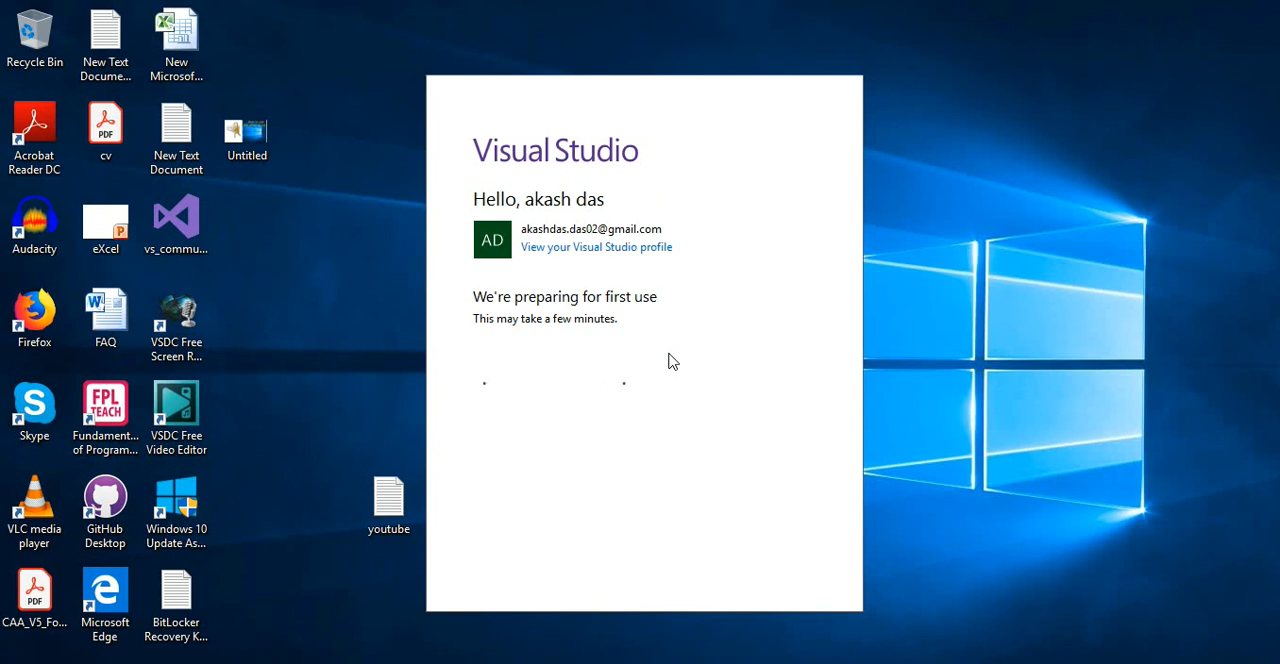 Recycle Bin
New Text
Docume...
New
Microsof...
Acrobat
Reader DC
PDF
cv
New Text
Document
Untitled
Audacity
eXcel
vs_commu...
Firefox
FAQ
VSDC Free
Screen R...
Skype
FPL
TEACH
Fundament...
of Program...
VSDC Free
Video Editor
VLC media
player
GitHub
Desktop
Windows 10
Update As...
youtube
PDF
CAA_V5_Fo...
Microsoft
Edge
BitLocker
Recovery K...
Visual Studio
Hello, akash das
AD
akashdas.das02@gmail.com
View your Visual Studio profile
We're preparing for first use
This may take a few minutes.